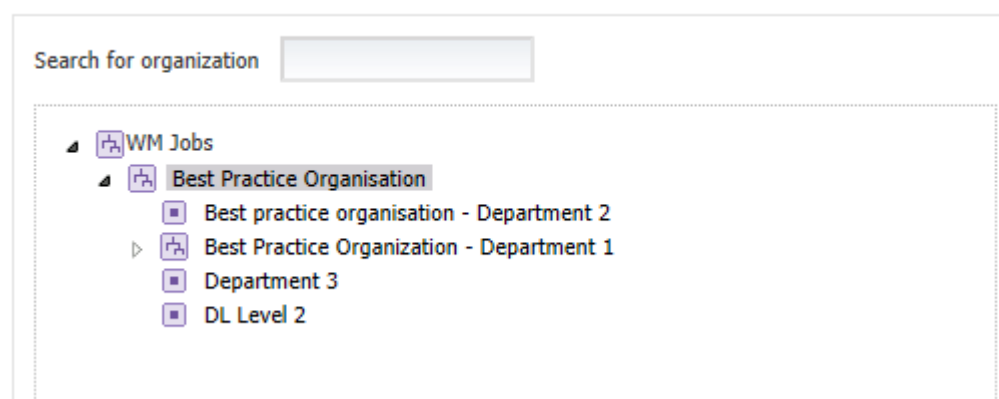 Search for organization
WM Jobs
Best Practice Organisation
Best practice organisation - Department 2
Best Practice Organization - Department 1
Department 3
DL Level 2